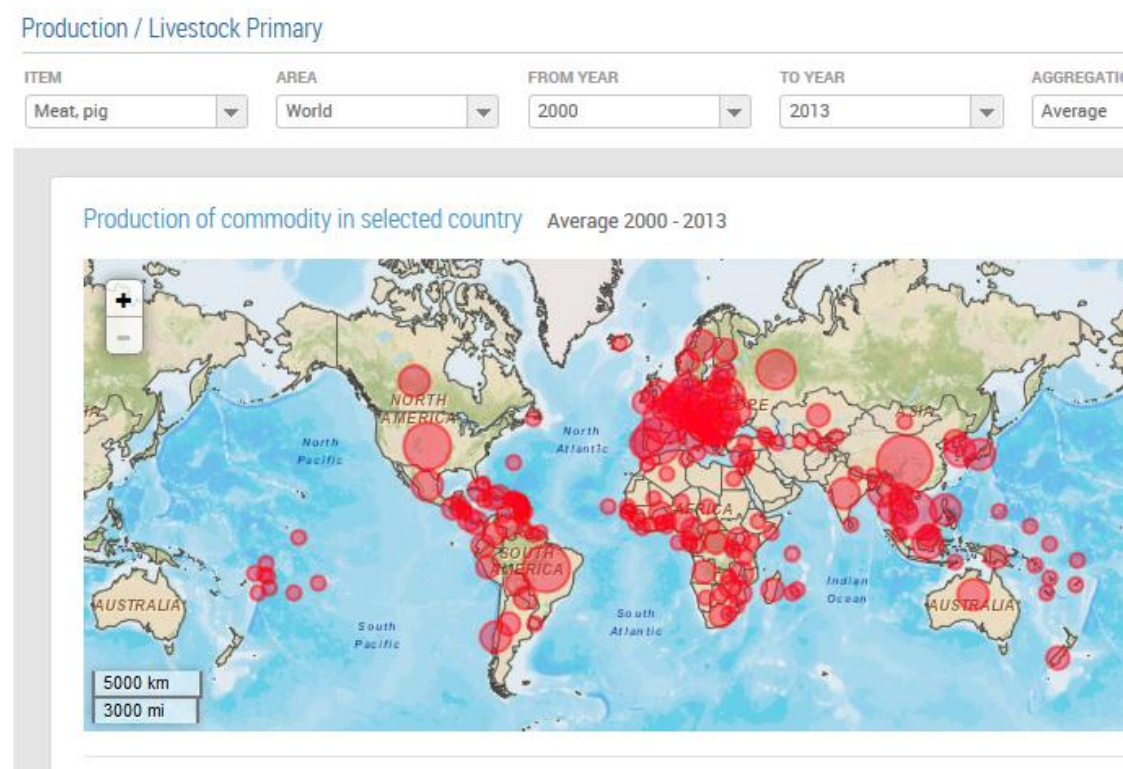 Production / Livestock Primary
ITEM AREA FROM YEAR TO YEAR AGGREGATIO
Meat, pig World 2000 2013 Average
Production of commodity in selected country Average 2000 - 2013
+
-
NORTH
AMERICA
North
Pacific
North
Atlantic
ASIA
AFRICA
SOUTH
AMERICA
Indian
Ocean
AUSTRALIA
AUSTRALIA
South
Pacific
South
Atlantic
5000 km
3000 mi